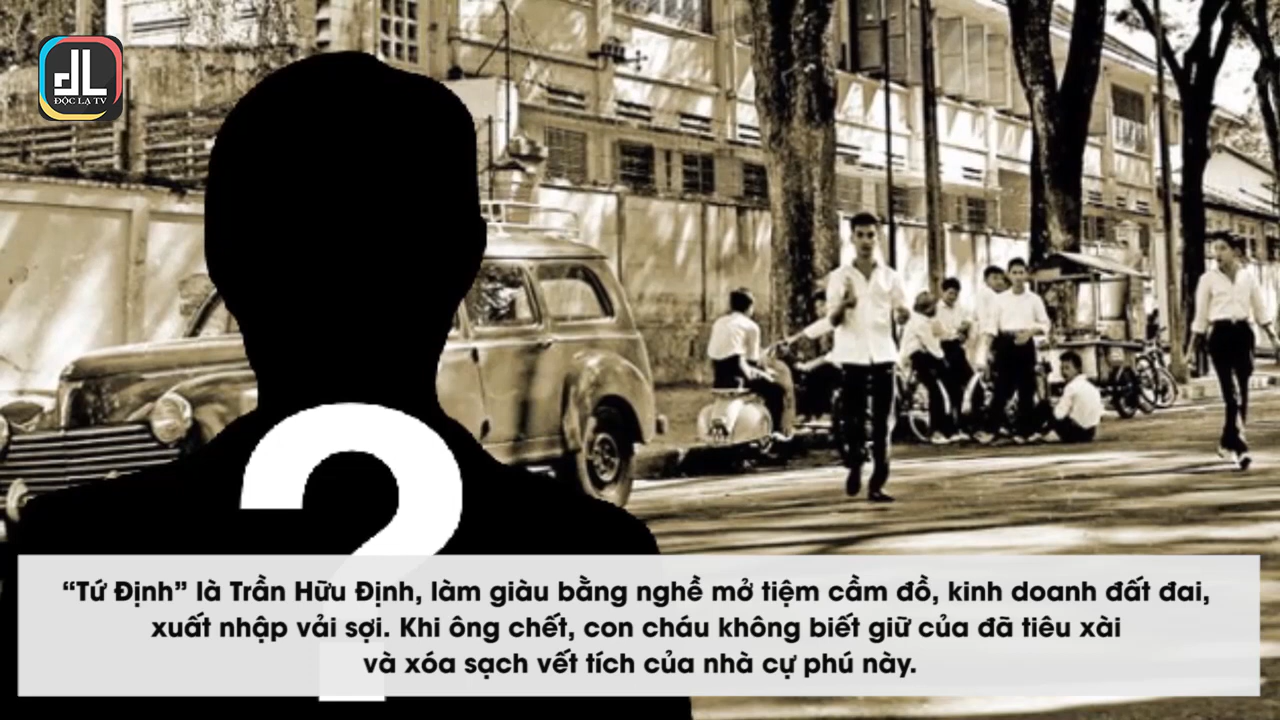 dL
ĐỘC LẠ TV
?
“Tứ Định” là Trần Hữu Định, làm giàu bằng nghề mở tiệm cầm đồ, kinh doanh đất đai,
xuất nhập vải sợi. Khi ông chết, con cháu không biết giữ của đã tiêu xài
và xóa sạch vết tích của nhà cự phú này.